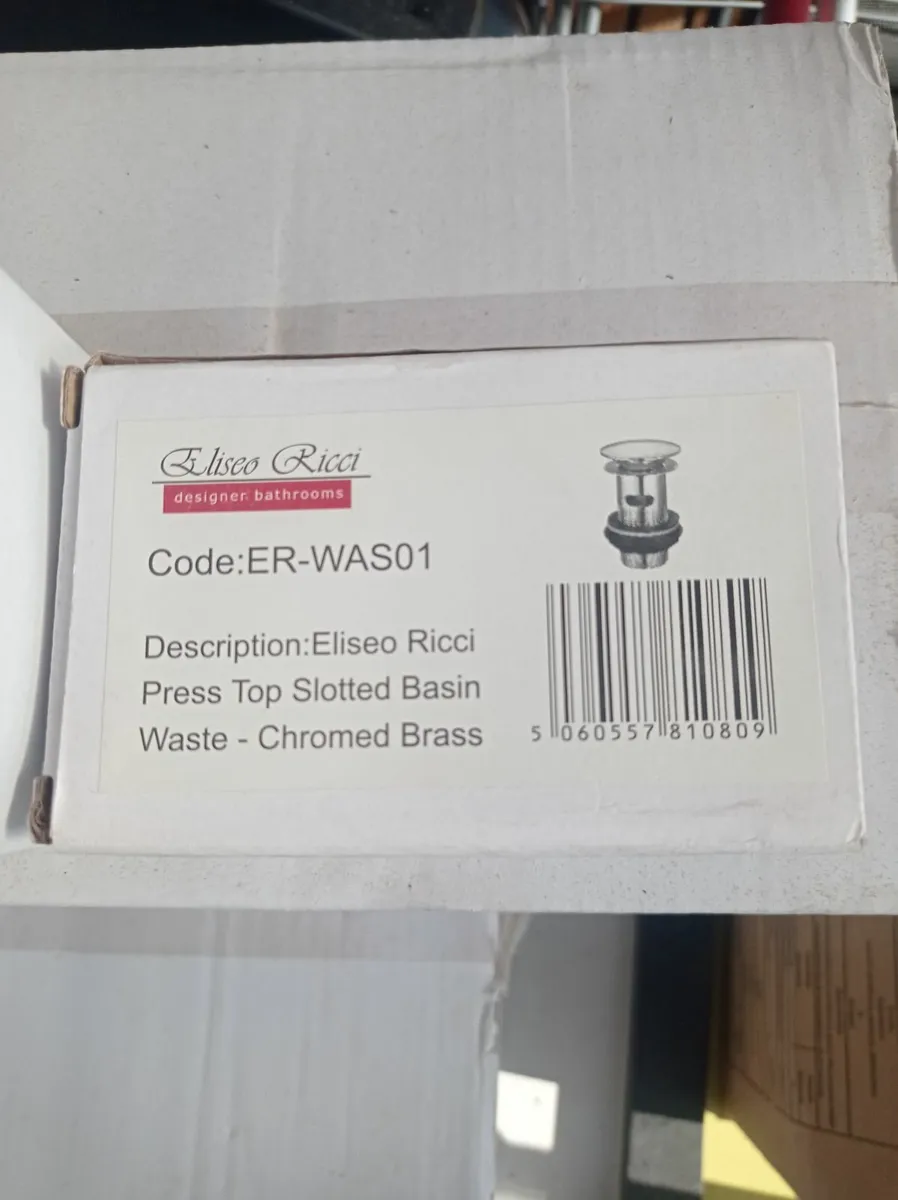 Eliseo Ricci
designer bathrooms
Code:ER-WAS01
Description:Eliseo Ricci
Press Top Slotted Basin
Waste - Chromed Brass
5 060557 810809